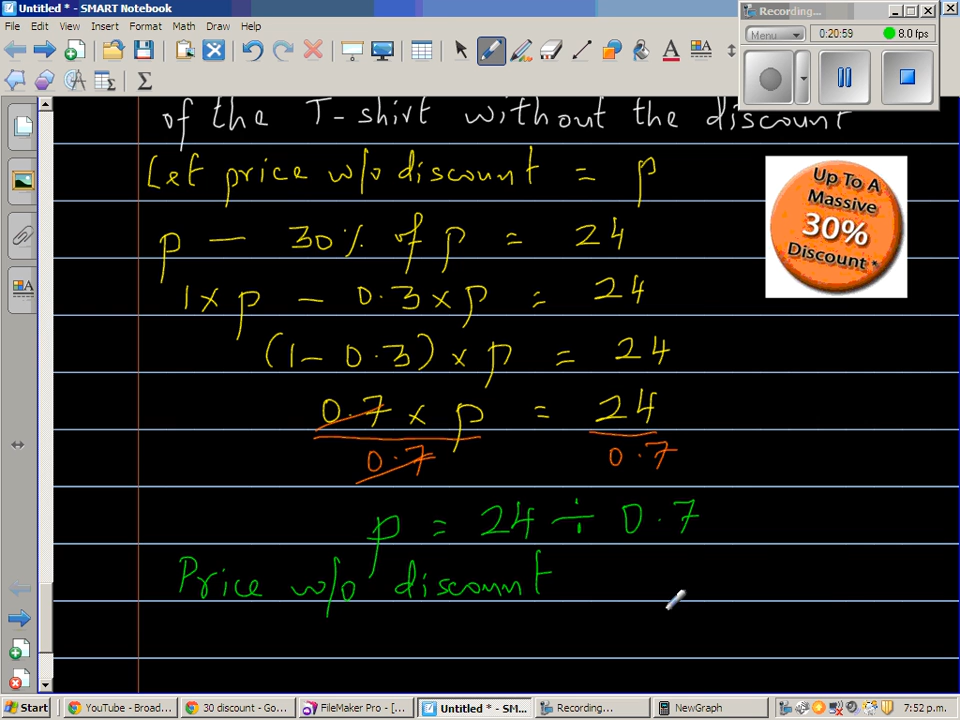 Untitled * - SMART Notebook
File Edit View Insert Format Math Draw Help
Recording...
Menu
0:20:59
8.0 fps
of the T-shirt without the discount
Let price w/o discount = p
p - 30% of p = 24
1 x p - 0.3 x p = 24
(1 - 0.3) x p = 24
0.7 x p = 24
0.7 0.7
p = 24 ÷ 0.7
Price w/o discount
Up To A
Massive
30%
Discount *
Start
YouTube - Broad...
30 discount - Go...
FileMaker Pro - [...
Untitled * - SM...
Recording...
NewGraph
7:52 p.m.